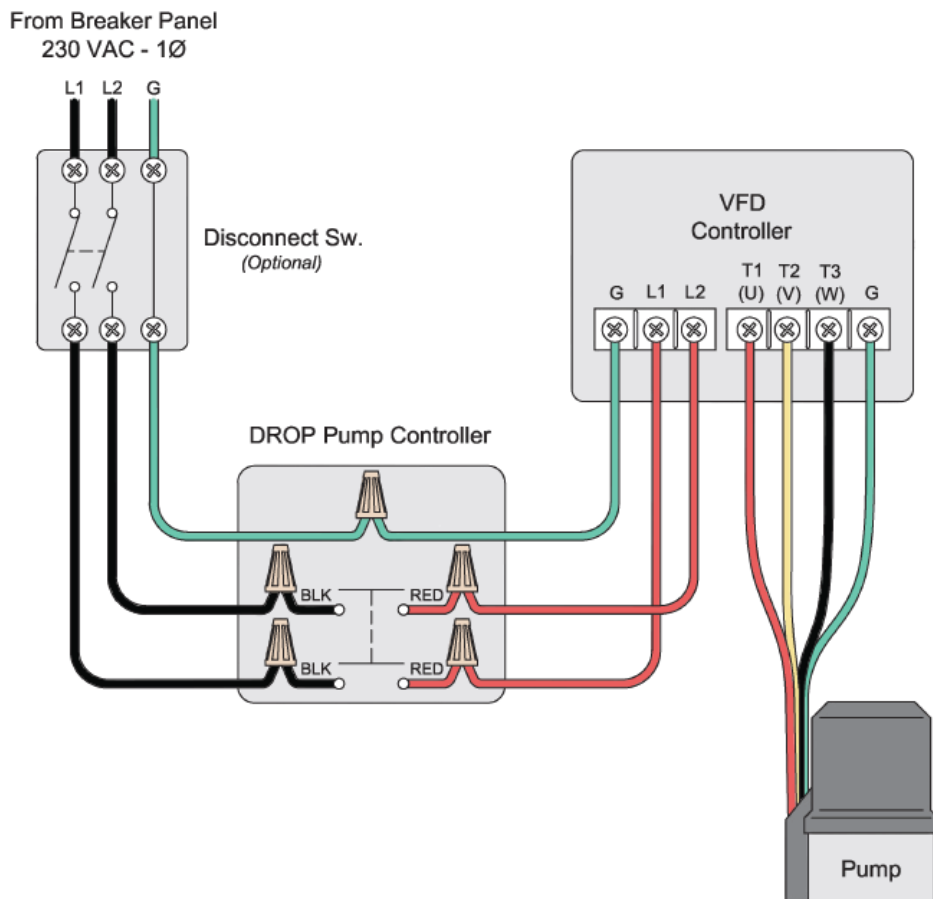 From Breaker Panel
230 VAC - 1Ø
L1 L2 G
Disconnect Sw.
(Optional)
VFD
Controller
G L1 L2
T1 T2 T3
(U) (V) (W) G
DROP Pump Controller
BLK RED
BLK RED
Pump